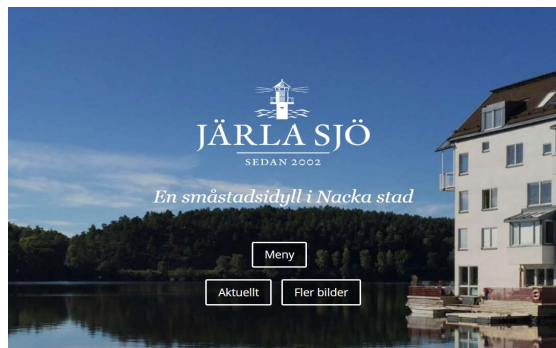 JÄRLA SJÖ
SEDAN 2002
En småstadsidyll i Nacka stad
Meny
Aktuellt
Fler bilder